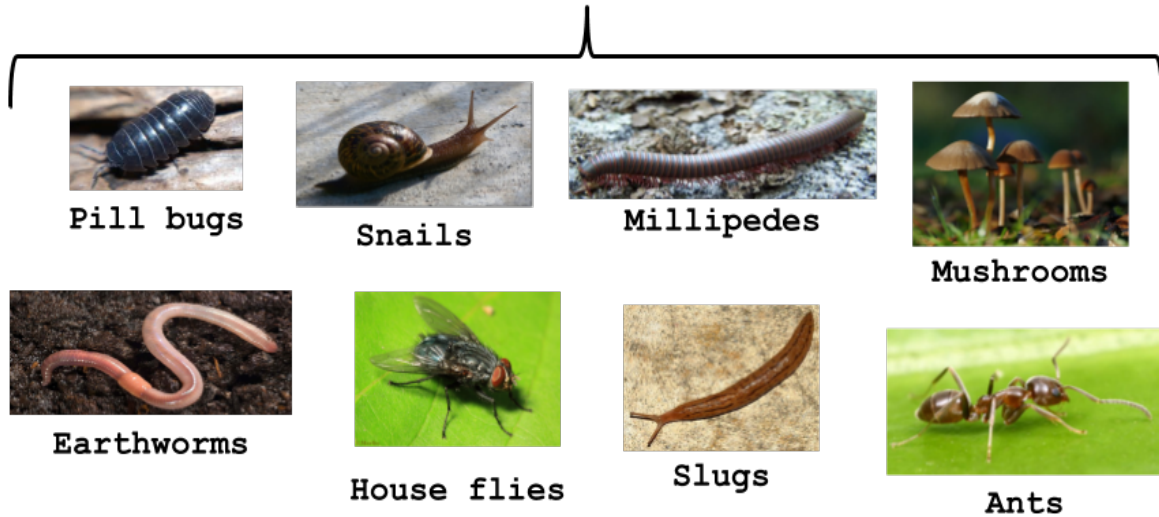 Pill bugs
Snails
Millipedes
Mushrooms
Earthworms
House flies
Slugs
Ants